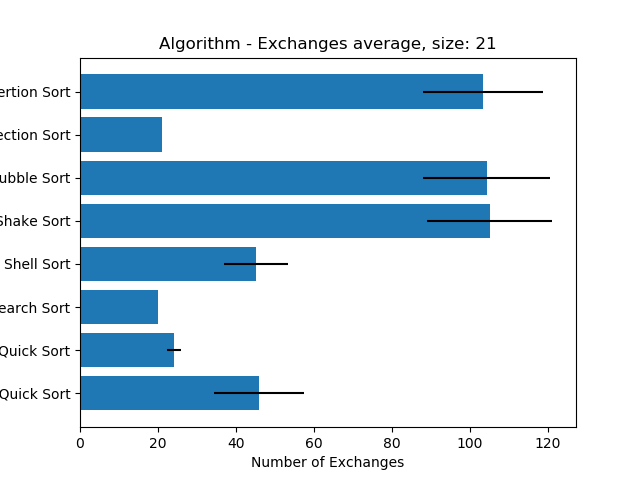 Algorithm - Exchanges average, size: 21
ertion Sort
ection Sort
ubble Sort
Shake Sort
Shell Sort
earch Sort
Quick Sort
Quick Sort
0 20 40 60 80 100 120
Number of Exchanges